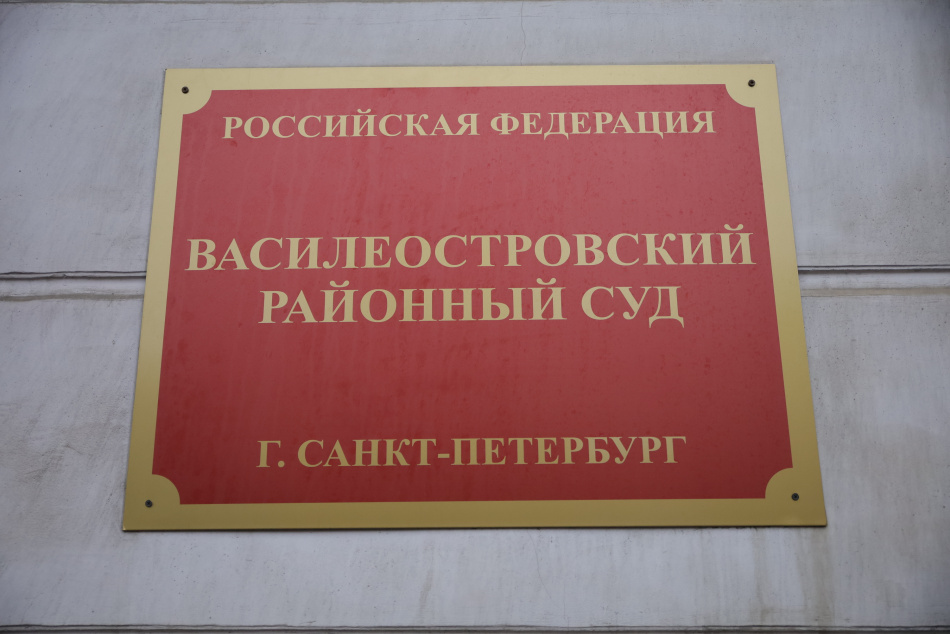 РОССИЙСКАЯ ФЕДЕРАЦИЯ
ВАСИЛЕОСТРОВСКИЙ
РАЙОННЫЙ СУД
Г. САНКТ-ПЕТЕРБУРГ